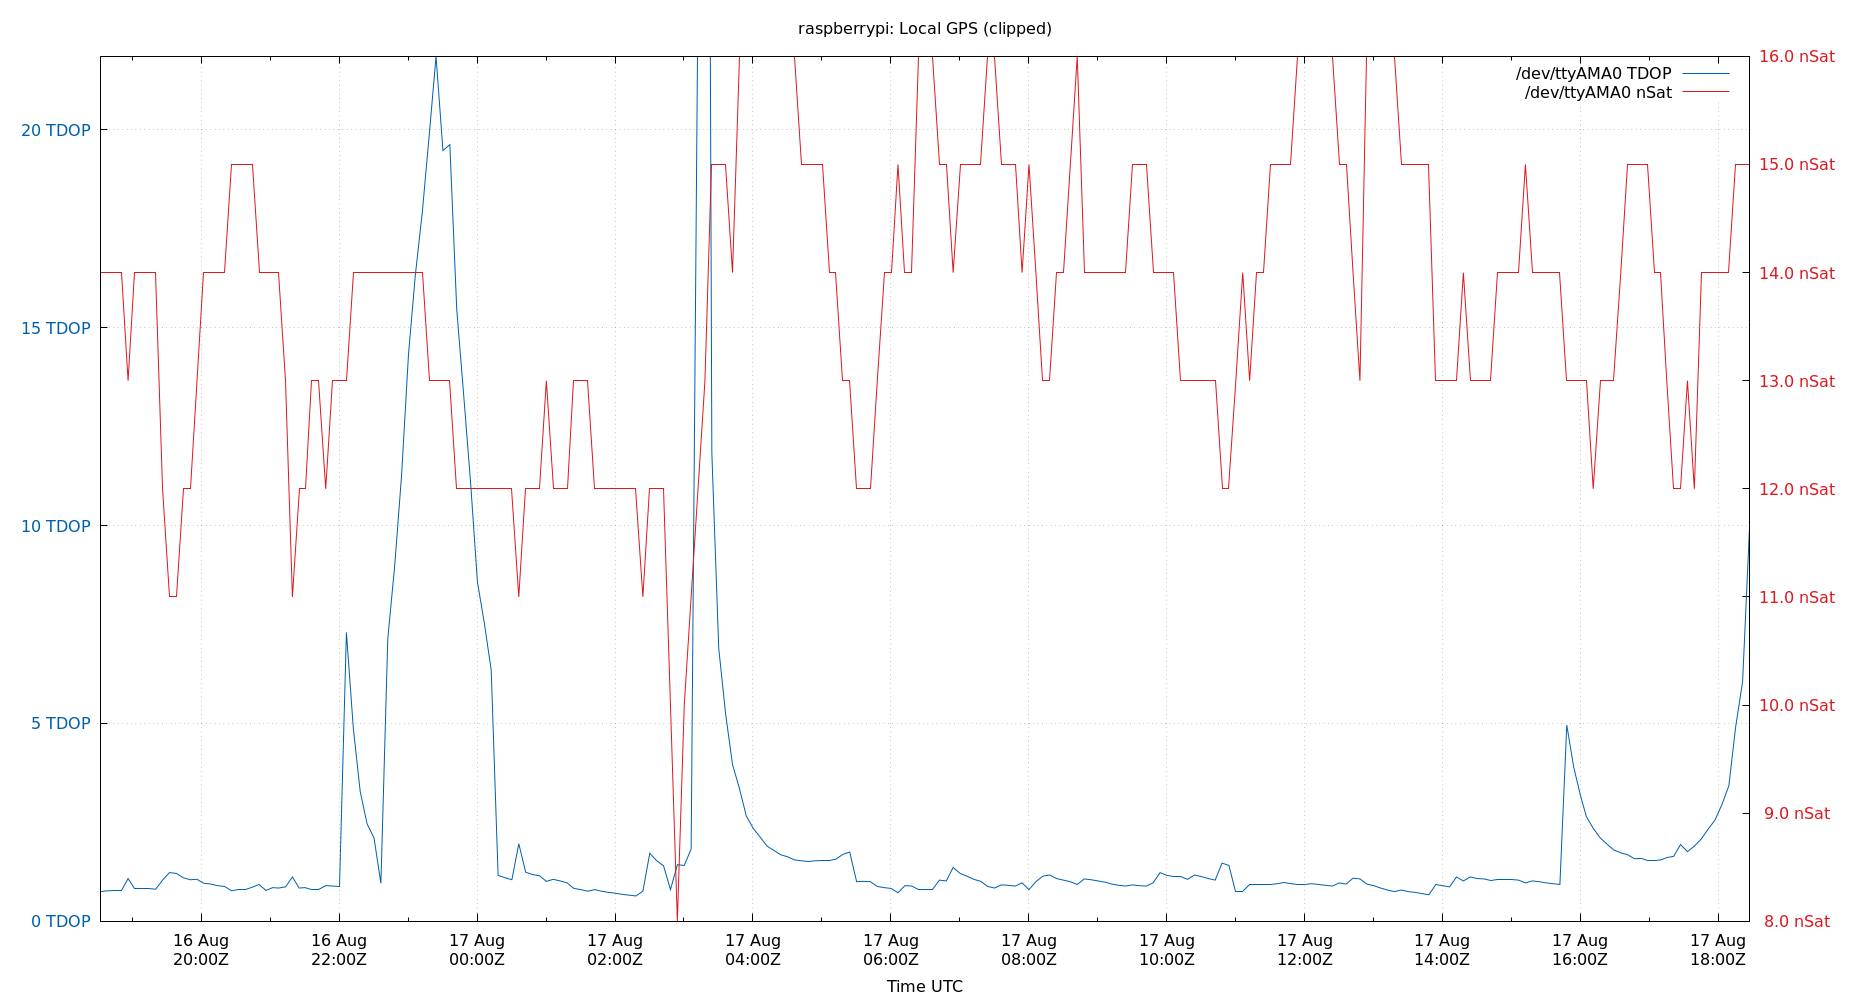 raspberrypi: Local GPS (clipped)
/dev/ttyAMA0 TDOP
/dev/ttyAMA0 nSat
20 TDOP
15 TDOP
10 TDOP
5 TDOP
0 TDOP
16.0 nSat
15.0 nSat
14.0 nSat
13.0 nSat
12.0 nSat
11.0 nSat
10.0 nSat
9.0 nSat
8.0 nSat
16 Aug
20:00Z
16 Aug
22:00Z
17 Aug
00:00Z
17 Aug
02:00Z
17 Aug
04:00Z
17 Aug
06:00Z
17 Aug
08:00Z
17 Aug
10:00Z
17 Aug
12:00Z
17 Aug
14:00Z
17 Aug
16:00Z
17 Aug
18:00Z
Time UTC